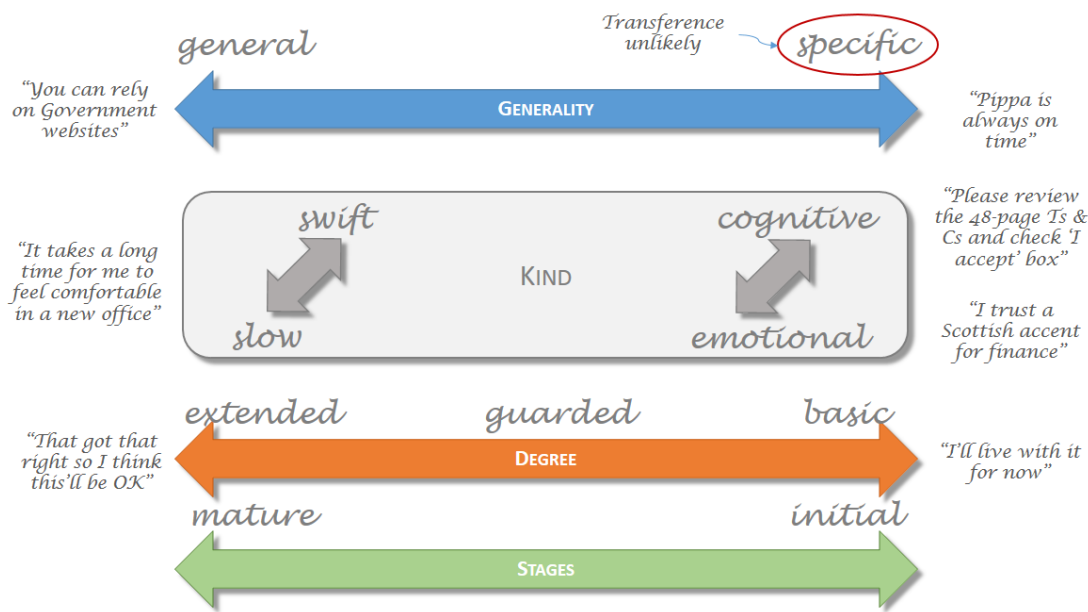 Transference
unlikely
general
specific
“You can rely
on Government
websites”
GENERALITY
“Pippa is
always on
time”
swift
cognitive
“Please review
the 48-page Ts &
Cs and check ‘I
accept’ box”
“It takes a long
time for me to
feel comfortable
in a new office”
KIND
slow
emotional
“I trust a
Scottish accent
for finance”
extended
guarded
basic
“That got that
right so I think
this’ll be OK”
DEGREE
“I’ll live with it
for now”
mature
initial
STAGES